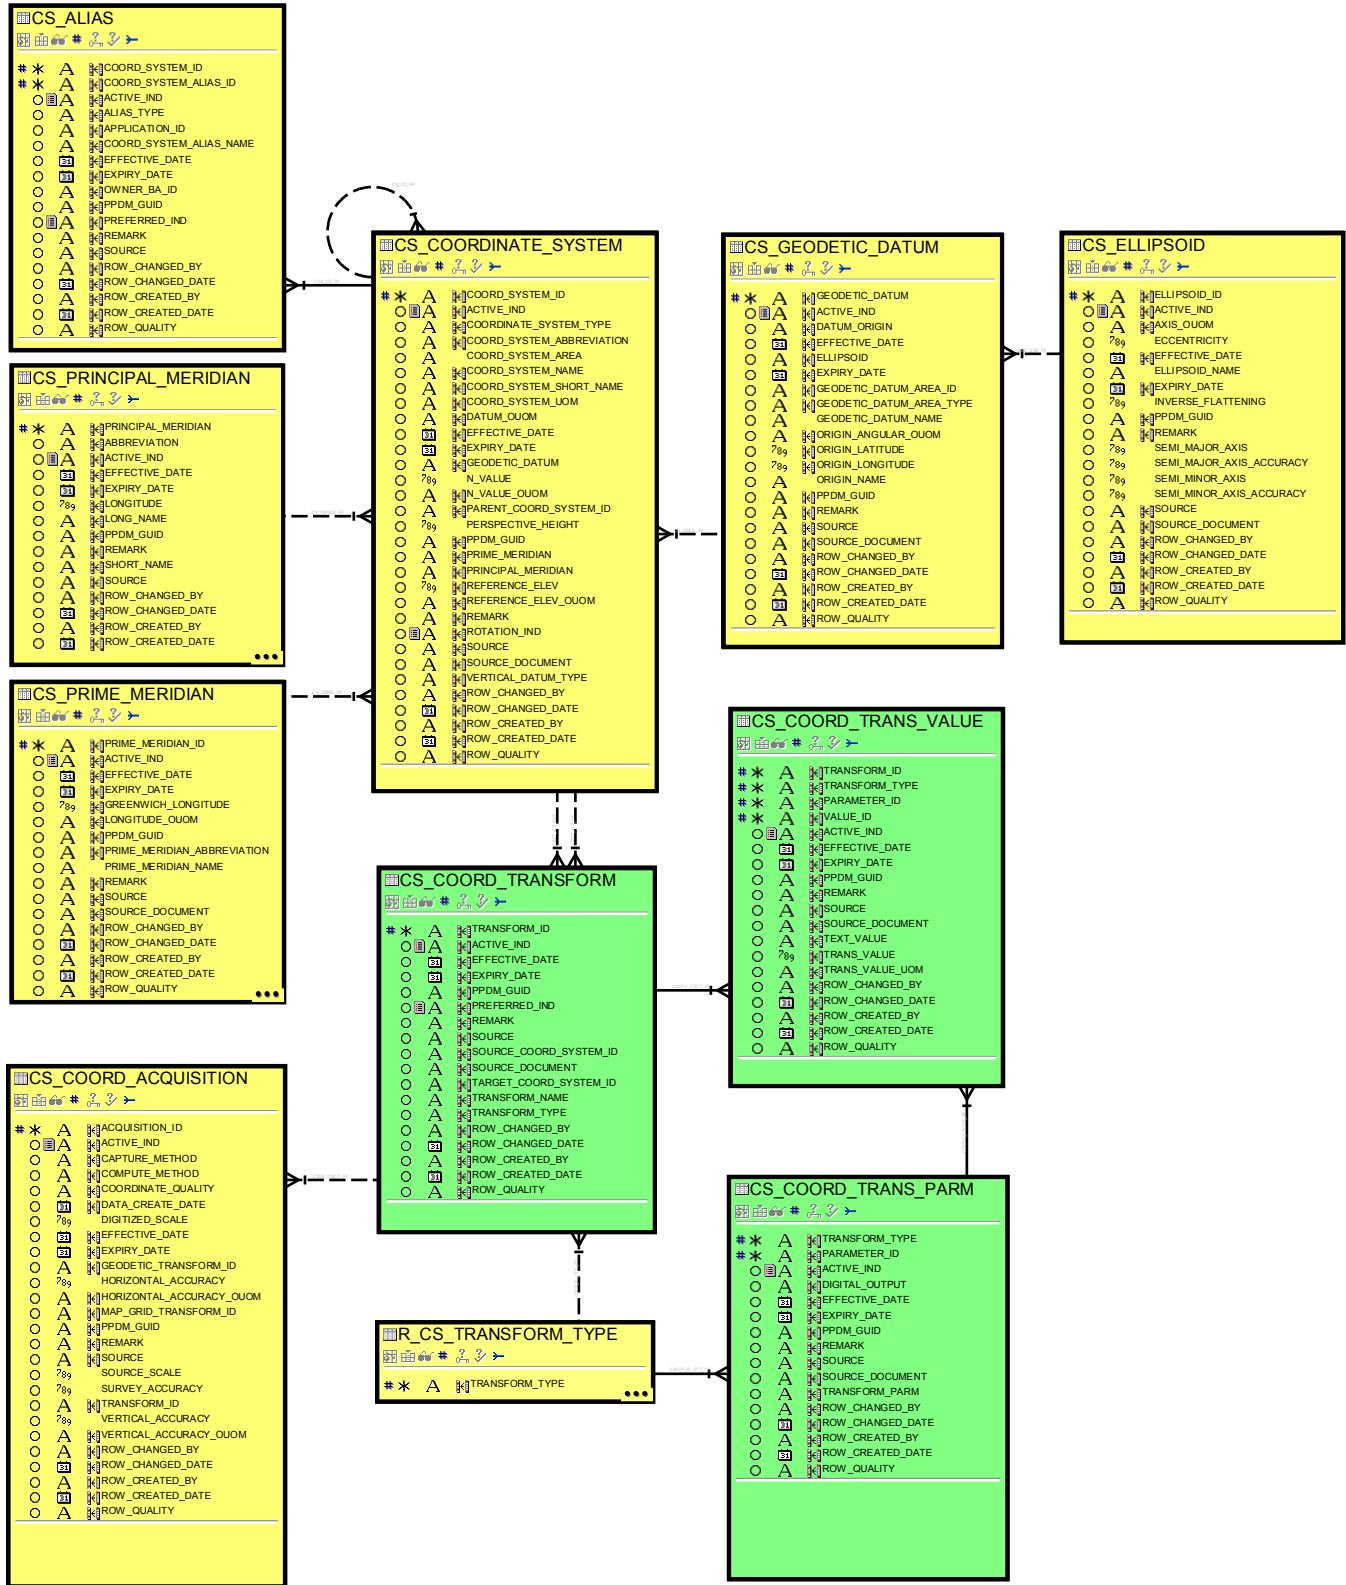 CS_ALIAS
COORD_SYSTEM_ID
COORD_SYSTEM_ALIAS_ID
ACTIVE_IND
ALIAS_TYPE
APPLICATION_ID
COORD_SYSTEM_ALIAS_NAME
EFFECTIVE_DATE
EXPIRY_DATE
OWNER_BA_ID
PPDM_GUID
PREFERRED_IND
REMARK
SOURCE
ROW_CHANGED_BY
ROW_CHANGED_DATE
ROW_CREATED_BY
ROW_CREATED_DATE
ROW_QUALITY
CS_PRINCIPAL_MERIDIAN
PRINCIPAL_MERIDIAN
ABBREVIATION
ACTIVE_IND
EFFECTIVE_DATE
EXPIRY_DATE
LONGITUDE
LONG_NAME
PPDM_GUID
REMARK
SHORT_NAME
SOURCE
ROW_CHANGED_BY
ROW_CHANGED_DATE
ROW_CREATED_BY
ROW_CREATED_DATE
CS_PRIME_MERIDIAN
PRIME_MERIDIAN_ID
ACTIVE_IND
EFFECTIVE_DATE
EXPIRY_DATE
GREENWICH_LONGITUDE
LONGITUDE_OUOM
PPDM_GUID
PRIME_MERIDIAN_ABBREVIATION
PRIME_MERIDIAN_NAME
REMARK
SOURCE
SOURCE_DOCUMENT
ROW_CHANGED_BY
ROW_CHANGED_DATE
ROW_CREATED_BY
ROW_CREATED_DATE
ROW_QUALITY
CS_COORD_ACQUISITION
ACQUISITION_ID
ACTIVE_IND
CAPTURE_METHOD
COMPUTE_METHOD
COORDINATE_QUALITY
DATA_CREATE_DATE
DIGITIZED_SCALE
EFFECTIVE_DATE
EXPIRY_DATE
GEODETIC_TRANSFORM_ID
HORIZONTAL_ACCURACY
HORIZONTAL_ACCURACY_OUOM
MAP_GRID_TRANSFORM_ID
PPDM_GUID
REMARK
SOURCE
SOURCE_SCALE
SURVEY_ACCURACY
TRANSFORM_ID
VERTICAL_ACCURACY
VERTICAL_ACCURACY_OUOM
ROW_CHANGED_BY
ROW_CHANGED_DATE
ROW_CREATED_BY
ROW_CREATED_DATE
ROW_QUALITY
CS_COORDINATE_SYSTEM
COORD_SYSTEM_ID
ACTIVE_IND
COORDINATE_SYSTEM_TYPE
COORD_SYSTEM_ABBREVIATION
COORD_SYSTEM_AREA
COORD_SYSTEM_NAME
COORD_SYSTEM_SHORT_NAME
COORD_SYSTEM_UOM
DATUM_OUOM
EFFECTIVE_DATE
EXPIRY_DATE
GEODETIC_DATUM
N_VALUE
N_VALUE_OUOM
PARENT_COORD_SYSTEM_ID
PERSPECTIVE_HEIGHT
PPDM_GUID
PRIME_MERIDIAN
PRINCIPAL_MERIDIAN
REFERENCE_ELEV
REFERENCE_ELEV_OUOM
REMARK
ROTATION_IND
SOURCE
SOURCE_DOCUMENT
VERTICAL_DATUM_TYPE
ROW_CHANGED_BY
ROW_CHANGED_DATE
ROW_CREATED_BY
ROW_CREATED_DATE
ROW_QUALITY
CS_COORD_TRANSFORM
TRANSFORM_ID
ACTIVE_IND
EFFECTIVE_DATE
EXPIRY_DATE
PPDM_GUID
PREFERRED_IND
REMARK
SOURCE
SOURCE_COORD_SYSTEM_ID
SOURCE_DOCUMENT
TARGET_COORD_SYSTEM_ID
TRANSFORM_NAME
TRANSFORM_TYPE
ROW_CHANGED_BY
ROW_CHANGED_DATE
ROW_CREATED_BY
ROW_CREATED_DATE
ROW_QUALITY
R_CS_TRANSFORM_TYPE
TRANSFORM_TYPE
CS_GEODETIC_DATUM
GEODETIC_DATUM
ACTIVE_IND
DATUM_ORIGIN
EFFECTIVE_DATE
ELLIPSOID
EXPIRY_DATE
GEODETIC_DATUM_AREA_ID
GEODETIC_DATUM_AREA_TYPE
GEODETIC_DATUM_NAME
ORIGIN_ANGULAR_OUOM
ORIGIN_LATITUDE
ORIGIN_LONGITUDE
ORIGIN_NAME
PPDM_GUID
REMARK
SOURCE
SOURCE_DOCUMENT
ROW_CHANGED_BY
ROW_CHANGED_DATE
ROW_CREATED_BY
ROW_CREATED_DATE
ROW_QUALITY
CS_ELLIPSOID
ELLIPSOID_ID
ACTIVE_IND
AXIS_OUOM
ECCENTRICITY
EFFECTIVE_DATE
ELLIPSOID_NAME
EXPIRY_DATE
INVERSE_FLATTENING
PPDM_GUID
REMARK
SEMI_MAJOR_AXIS
SEMI_MAJOR_AXIS_ACCURACY
SEMI_MINOR_AXIS
SEMI_MINOR_AXIS_ACCURACY
SOURCE
SOURCE_DOCUMENT
ROW_CHANGED_BY
ROW_CHANGED_DATE
ROW_CREATED_BY
ROW_CREATED_DATE
ROW_QUALITY
CS_COORD_TRANS_VALUE
TRANSFORM_ID
TRANSFORM_TYPE
PARAMETER_ID
VALUE_ID
ACTIVE_IND
EFFECTIVE_DATE
EXPIRY_DATE
PPDM_GUID
REMARK
SOURCE
SOURCE_DOCUMENT
TEXT_VALUE
TRANS_VALUE
TRANS_VALUE_UOM
ROW_CHANGED_BY
ROW_CHANGED_DATE
ROW_CREATED_BY
ROW_CREATED_DATE
ROW_QUALITY
CS_COORD_TRANS_PARM
TRANSFORM_TYPE
PARAMETER_ID
ACTIVE_IND
DIGITAL_OUTPUT
EFFECTIVE_DATE
EXPIRY_DATE
PPDM_GUID
REMARK
SOURCE
SOURCE_DOCUMENT
TRANSFORM_PARM
ROW_CHANGED_BY
ROW_CHANGED_DATE
ROW_CREATED_BY
ROW_CREATED_DATE
ROW_QUALITY